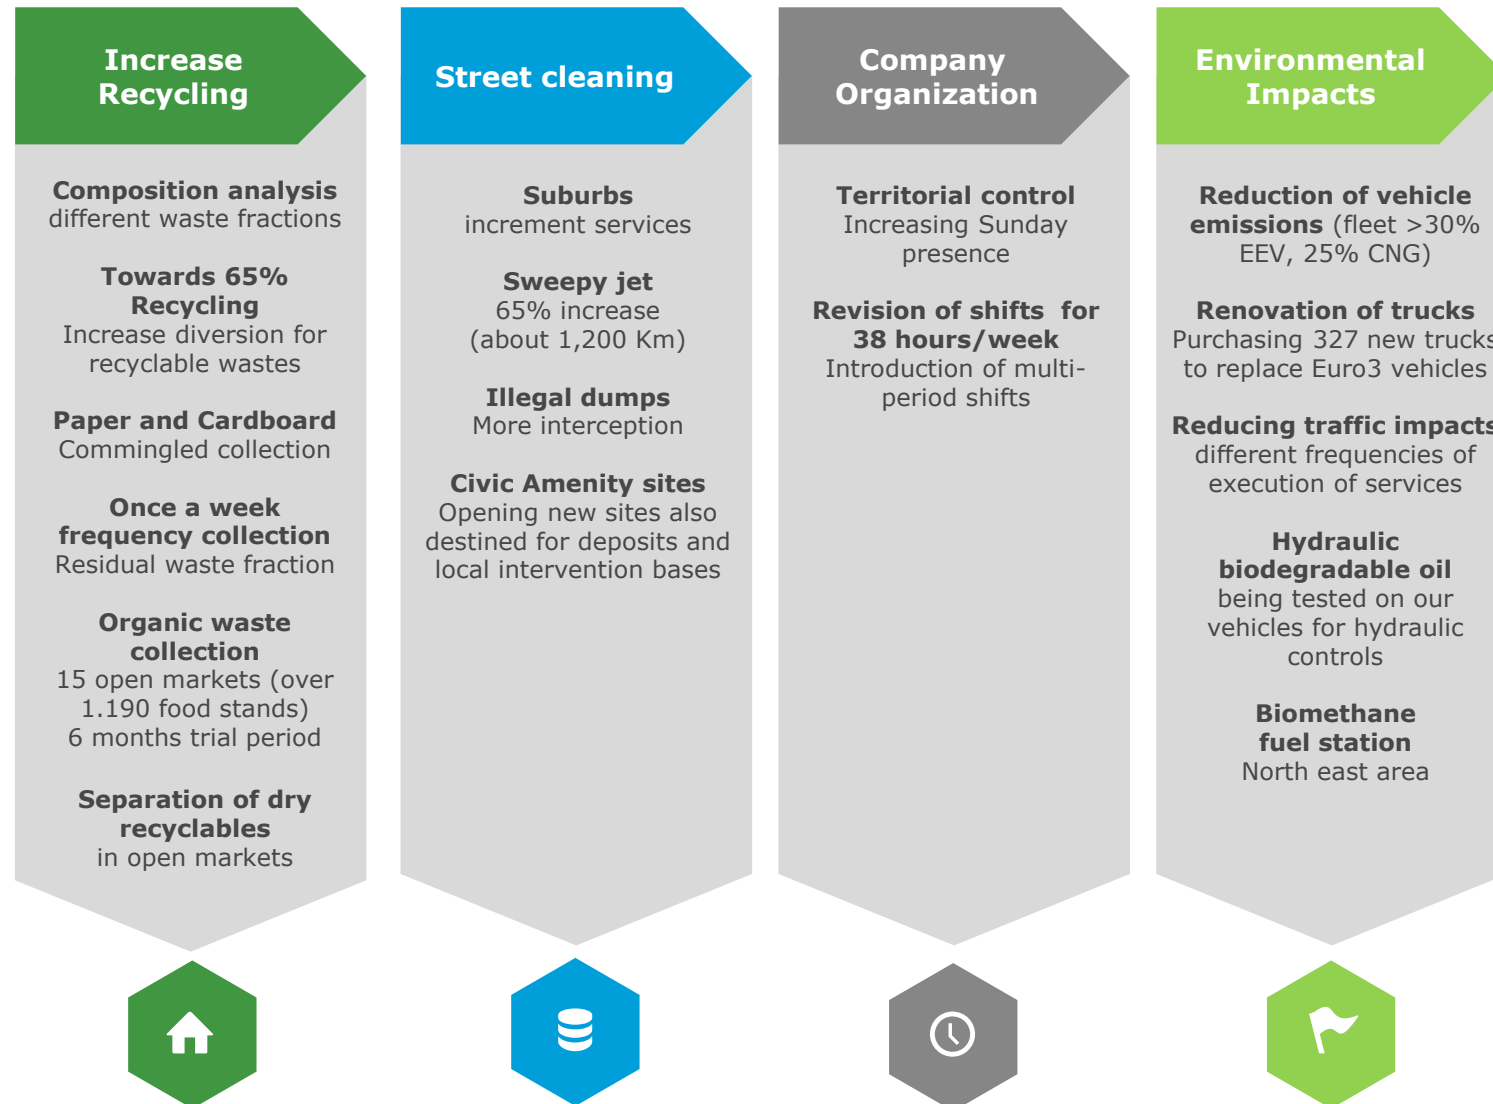 Increase
Recycling
Composition analysis
different waste fractions
Towards 65%
Recycling
Increase diversion for
recyclable wastes
Paper and Cardboard
Commingled collection
Once a week
frequency collection
Residual waste fraction
Organic waste
collection
15 open markets (over
1.190 food stands)
6 months trial period
Separation of dry
recyclables
in open markets
Street cleaning
Suburbs
increment services
Sweepy jet
65% increase
(about 1,200 Km)
Illegal dumps
More interception
Civic Amenity sites
Opening new sites also
destined for deposits and
local intervention bases
Company
Organization
Territorial control
Increasing Sunday
presence
Revision of shifts for
38 hours/week
Introduction of multi-
period shifts
Environmental
Impacts
Reduction of vehicle
emissions (fleet >30%
EEV, 25% CNG)
Renovation of trucks
Purchasing 327 new trucks
to replace Euro3 vehicles
Reducing traffic impacts
different frequencies of
execution of services
Hydraulic
biodegradable oil
being tested on our
vehicles for hydraulic
controls
Biomethane
fuel station
North east area